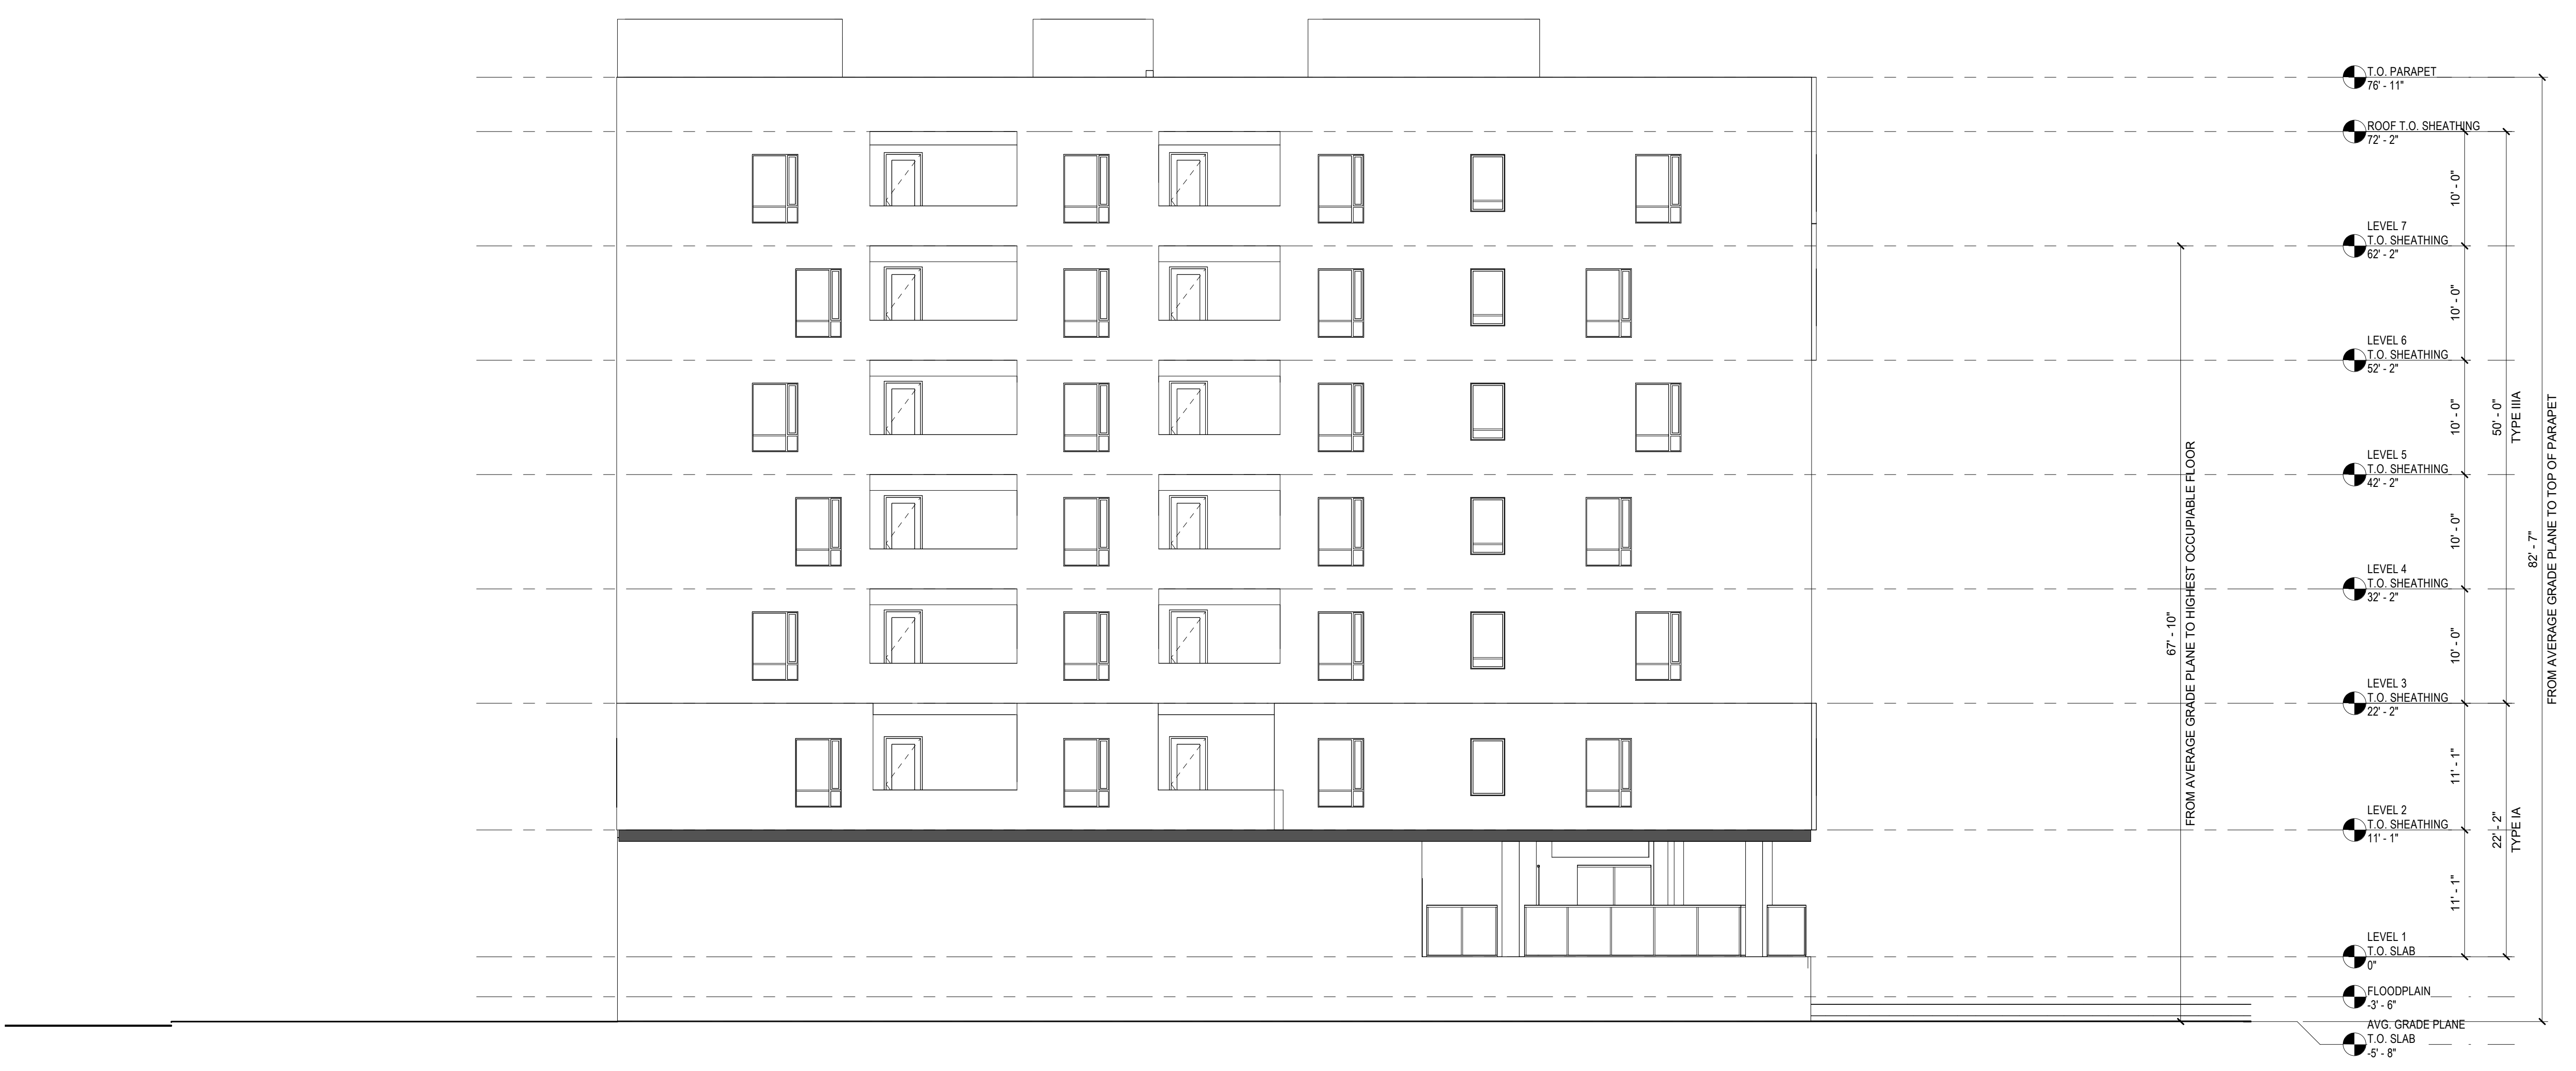 T.O. PARAPET
76' - 11"
ROOF T.O. SHEATHING
72' - 2"
10' - 0"
LEVEL 7
T.O. SHEATHING
62' - 2"
10' - 0"
LEVEL 6
T.O. SHEATHING
52' - 2"
10' - 0"
50' - 0"
TYPE IIIA
LEVEL 5
T.O. SHEATHING
42' - 2"
10' - 0"
82' - 7"
FROM AVERAGE GRADE PLANE TO TOP OF PARAPET
LEVEL 4
T.O. SHEATHING
32' - 2"
10' - 0"
67' - 10"
FROM AVERAGE GRADE PLANE TO HIGHEST OCCUPIABLE FLOOR
LEVEL 3
T.O. SHEATHING
22' - 2"
11' - 1"
LEVEL 2
T.O. SHEATHING
11' - 1"
22' - 2"
TYPE IA
11' - 1"
LEVEL 1
T.O. SLAB
0"
FLOODPLAIN
-3' - 6"
AVG. GRADE PLANE
T.O. SLAB
-5' - 8"